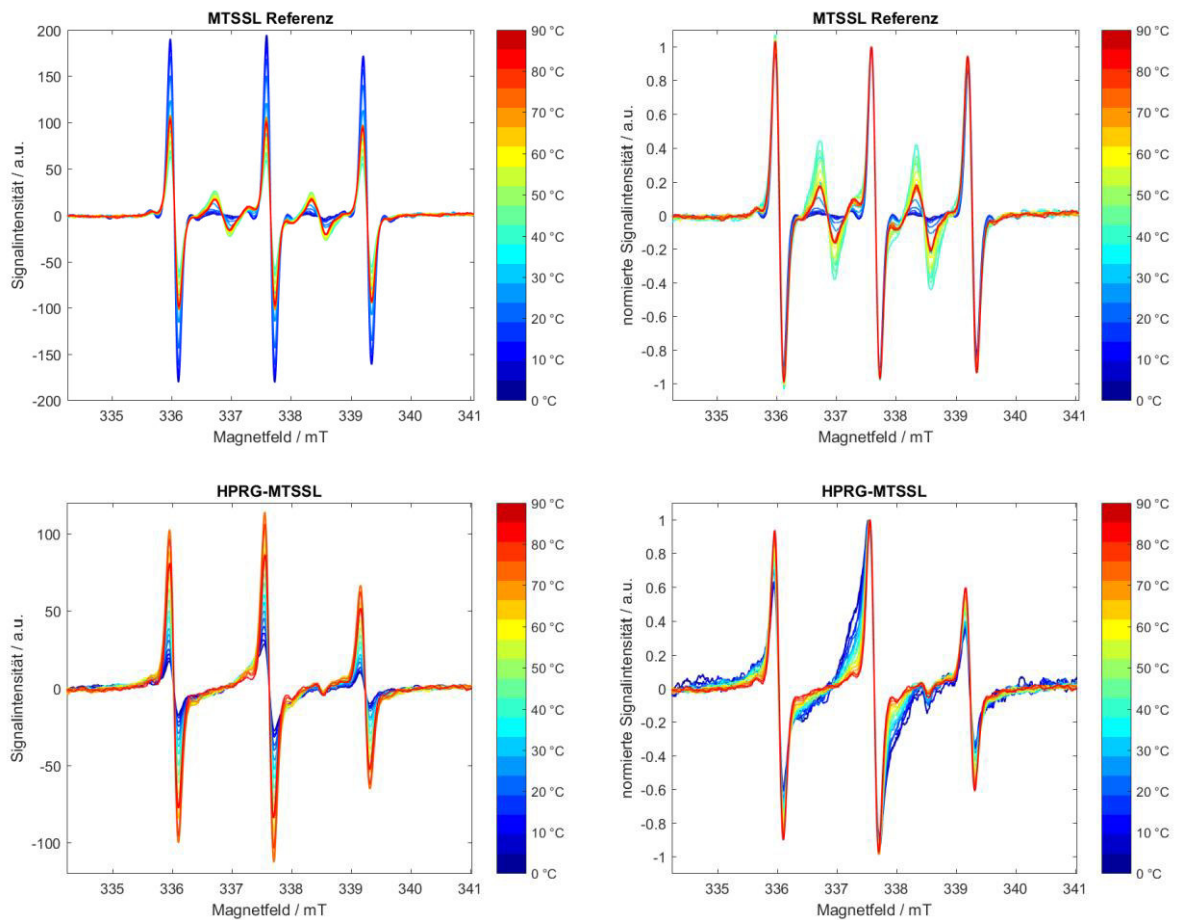 MTSSL Referenz
Signalintensität / a.u.
200
150
100
50
0
-50
-100
-150
-200
335
336
337
338
339
340
341
Magnetfeld / mT
90 °C
80 °C
70 °C
60 °C
50 °C
40 °C
30 °C
20 °C
10 °C
0 °C
MTSSL Referenz
normierte Signalintensität / a.u.
1
0.8
0.6
0.4
0.2
0
-0.2
-0.4
-0.6
-0.8
-1
335
336
337
338
339
340
341
Magnetfeld / mT
90 °C
80 °C
70 °C
60 °C
50 °C
40 °C
30 °C
20 °C
10 °C
0 °C
HPRG-MTSSL
Signalintensität / a.u.
100
50
0
-50
-100
335
336
337
338
339
340
341
Magnetfeld / mT
90 °C
80 °C
70 °C
60 °C
50 °C
40 °C
30 °C
20 °C
10 °C
0 °C
HPRG-MTSSL
normierte Signalintensität / a.u.
1
0.8
0.6
0.4
0.2
0
-0.2
-0.4
-0.6
-0.8
-1
335
336
337
338
339
340
341
Magnetfeld / mT
90 °C
80 °C
70 °C
60 °C
50 °C
40 °C
30 °C
20 °C
10 °C
0 °C